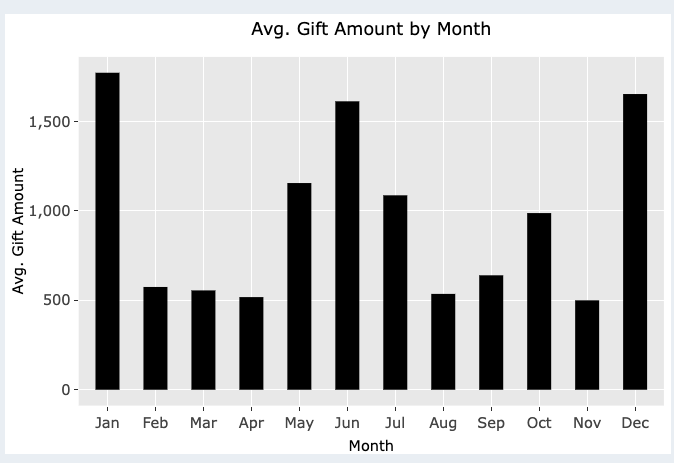 Avg. Gift Amount by Month
Avg. Gift Amount
1,500
1,000
500
0
Jan Feb Mar Apr May Jun Jul Aug Sep Oct Nov Dec
Month